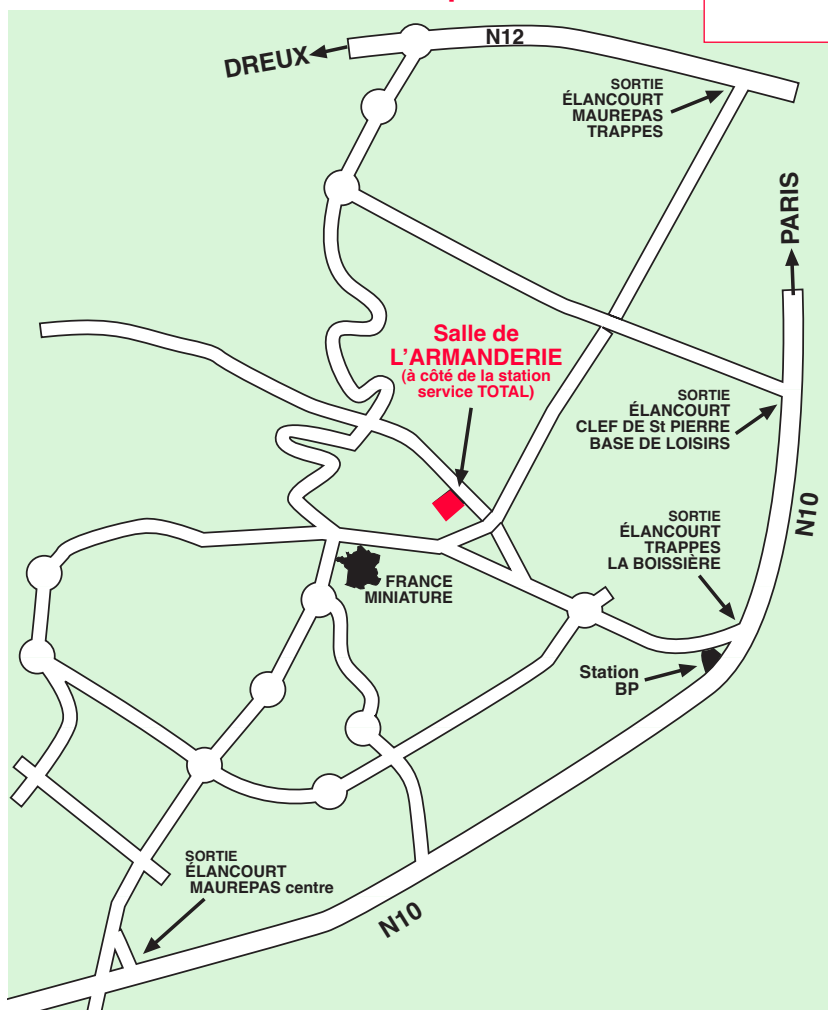 N12
DREUX
SORTIE
ÉLANCOURT
MAUREPAS
TRAPPES
PARIS
Salle de
L'ARMANDERIE
(à côté de la station
service TOTAL)
SORTIE
ÉLANCOURT
CLEF DE St PIERRE
BASE DE LOISIRS
N10
SORTIE
ÉLANCOURT
TRAPPES
LA BOISSIÈRE
FRANCE
MINIATURE
Station
BP
SORTIE
ÉLANCOURT
MAUREPAS centre
N10